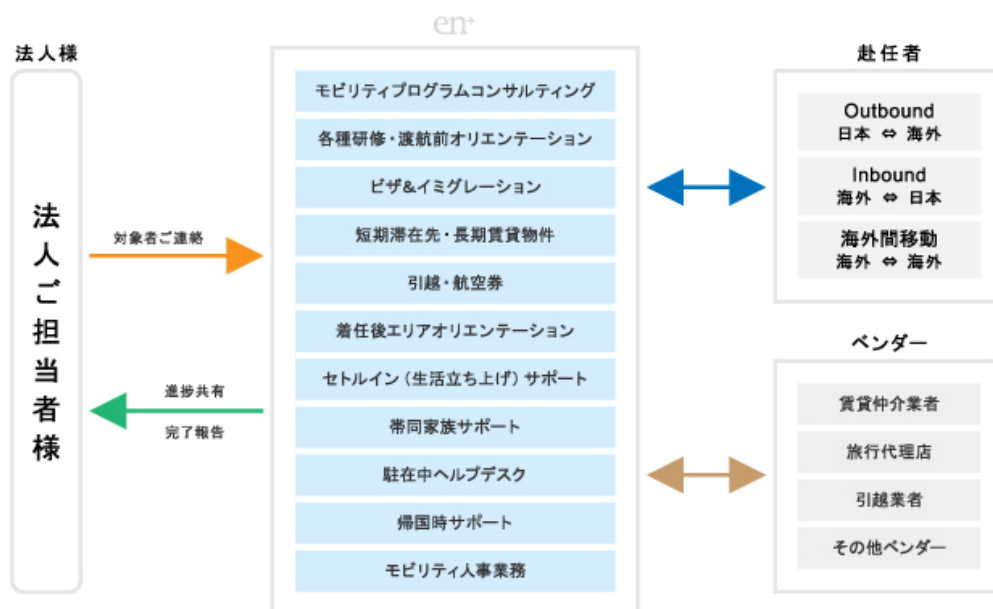 en+
法人様
法人ご担当者様
対象者ご連絡
進捗共有
完了報告
モビリティプログラムコンサルティング
各種研修・渡航前オリエンテーション
ビザ&イミグレーション
短期滞在先・長期賃貸物件
引越・航空券
着任後エリアオリエンテーション
セトルイン(生活立ち上げ)サポート
帯同家族サポート
駐在中ヘルプデスク
帰国時サポート
モビリティ人事業務
赴任者
Outbound
日本 ⇔ 海外
Inbound
海外 ⇔ 日本
海外間移動
海外 ⇔ 海外
ベンダー
賃貸仲介業者
旅行代理店
引越業者
その他ベンダー